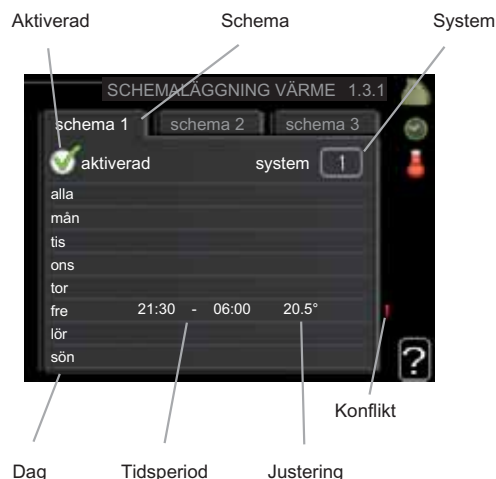 Aktiverad Schema System
SCHEMALÄGGNING VÄRME 1.3.1
schema 1 schema 2 schema 3
aktiverad system 1
alla
mån
tis
ons
tor
fre 21:30 - 06:00 20.5° !
lör
sön
?
Konflikt
Dag Tidsperiod Justering